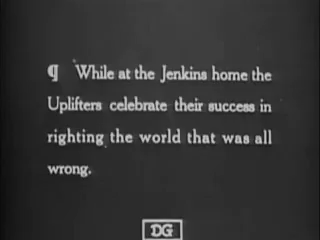 ¶ While at the Jenkins home the
Uplifters celebrate their success in
righting the world that was all
wrong.
DG